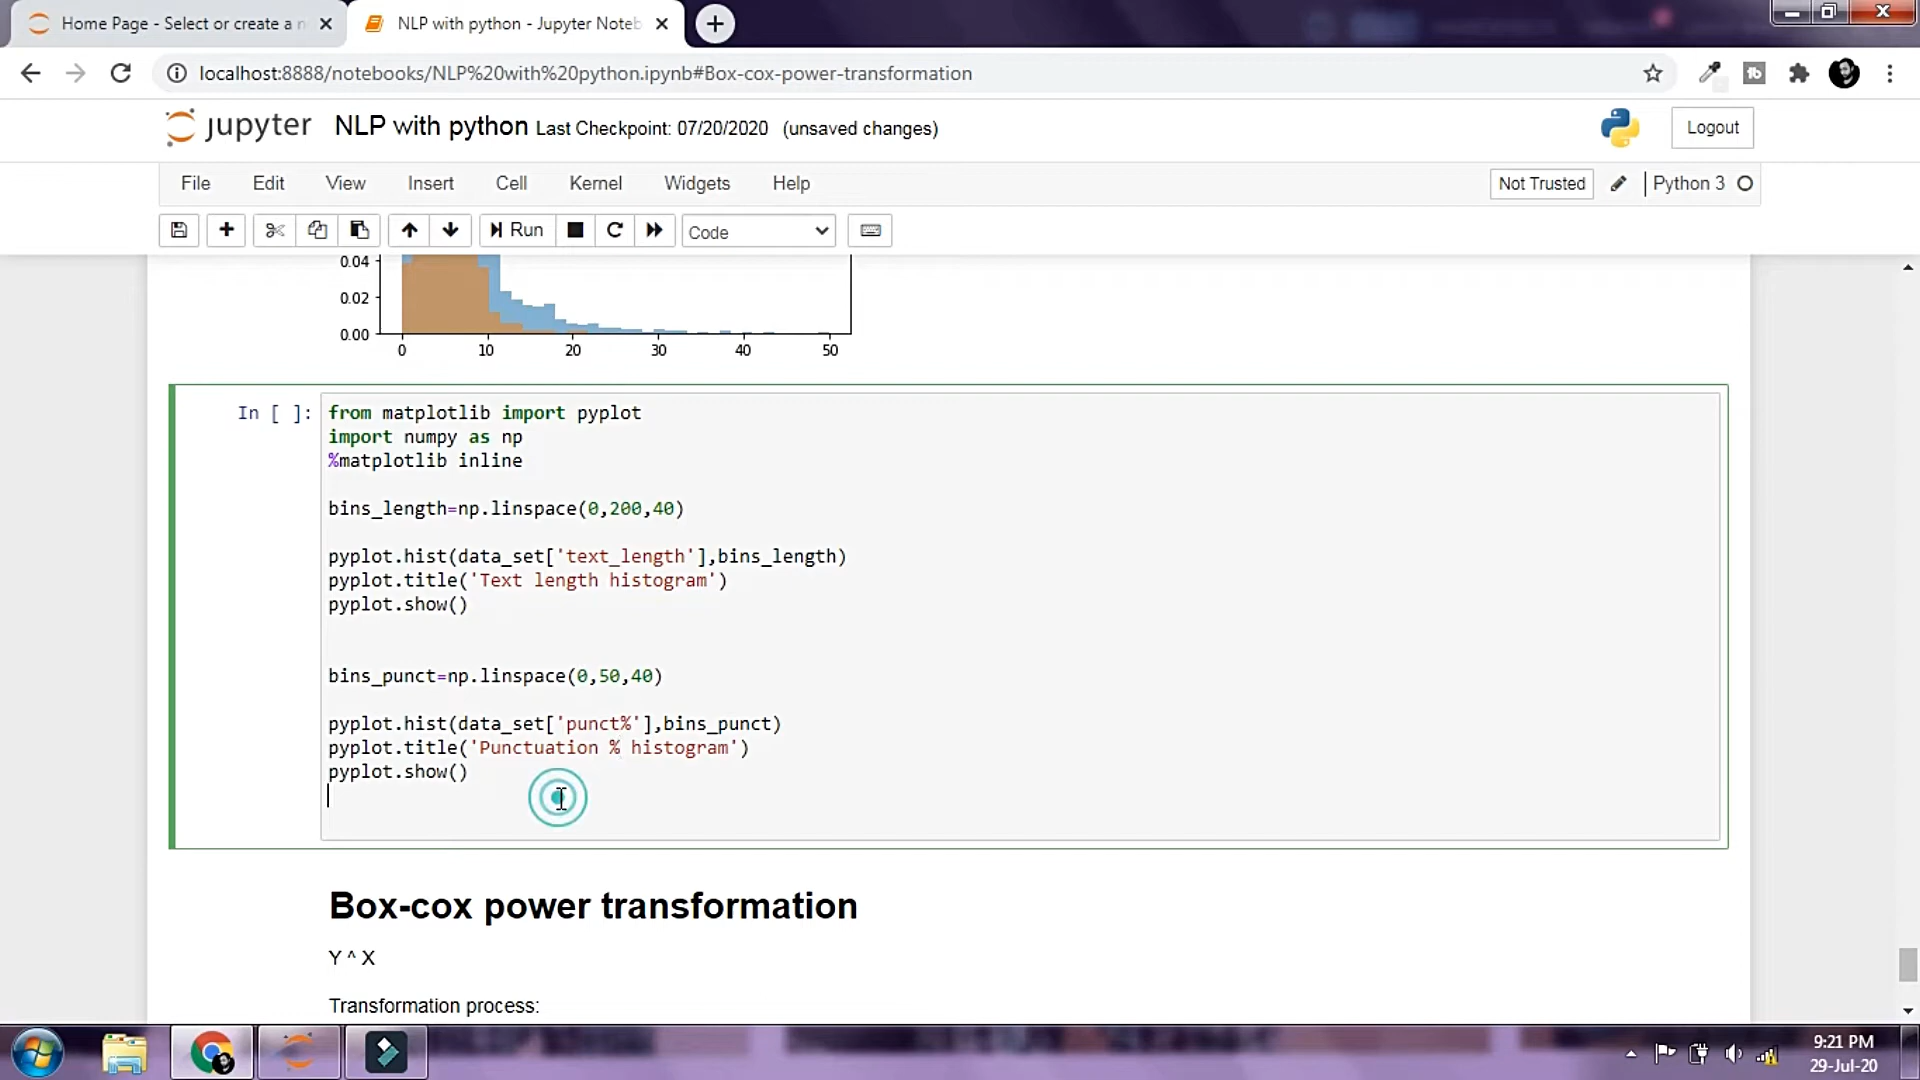 Home Page - Select or create a n
NLP with python - Jupyter Noteb
localhost:8888/notebooks/NLP%20with%20python.ipynb#Box-cox-power-transformation
jupyter NLP with python Last Checkpoint: 07/20/2020 (unsaved changes)
Logout
File Edit View Insert Cell Kernel Widgets Help
Not Trusted
Python 3
Run
Code
0.04
0.02
0.00
0 10 20 30 40 50
In [ ]:
from matplotlib import pyplot
import numpy as np
%matplotlib inline
bins_length=np.linspace(0,200,40)
pyplot.hist(data_set['text_length'],bins_length)
pyplot.title('Text length histogram')
pyplot.show()
bins_punct=np.linspace(0,50,40)
pyplot.hist(data_set['punct%'],bins_punct)
pyplot.title('Punctuation % histogram')
pyplot.show()
Box-cox power transformation
Y ^ X
Transformation process:
9:21 PM
29-Jul-20